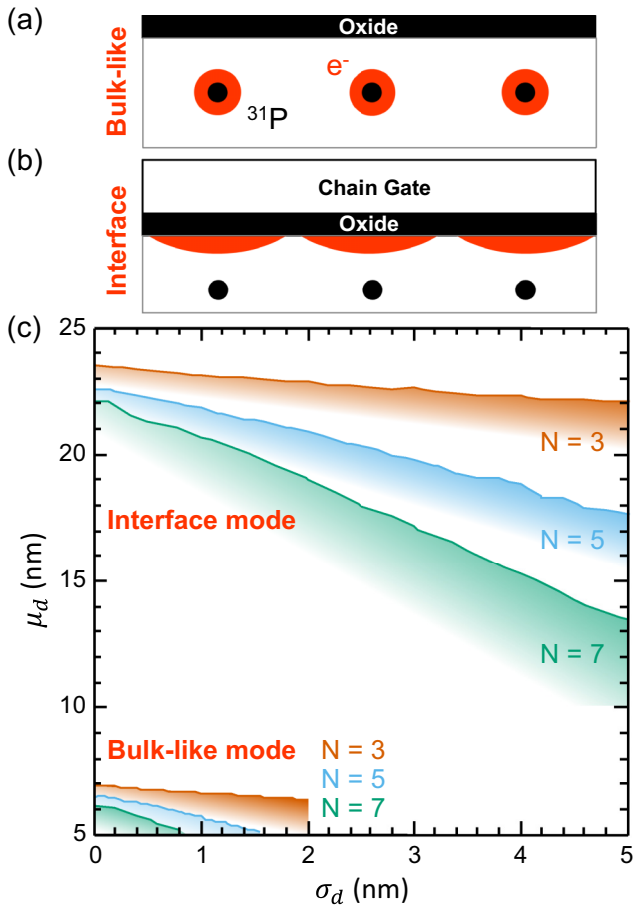 (a)
Oxide
Bulk-like
e⁻
³¹P
(b)
Chain Gate
Oxide
Interface
(c)
25
20
15
10
5
μ_d (nm)
N = 3
N = 5
N = 7
Interface mode
Bulk-like mode
N = 3
N = 5
N = 7
0 1 2 3 4 5
σ_d (nm)